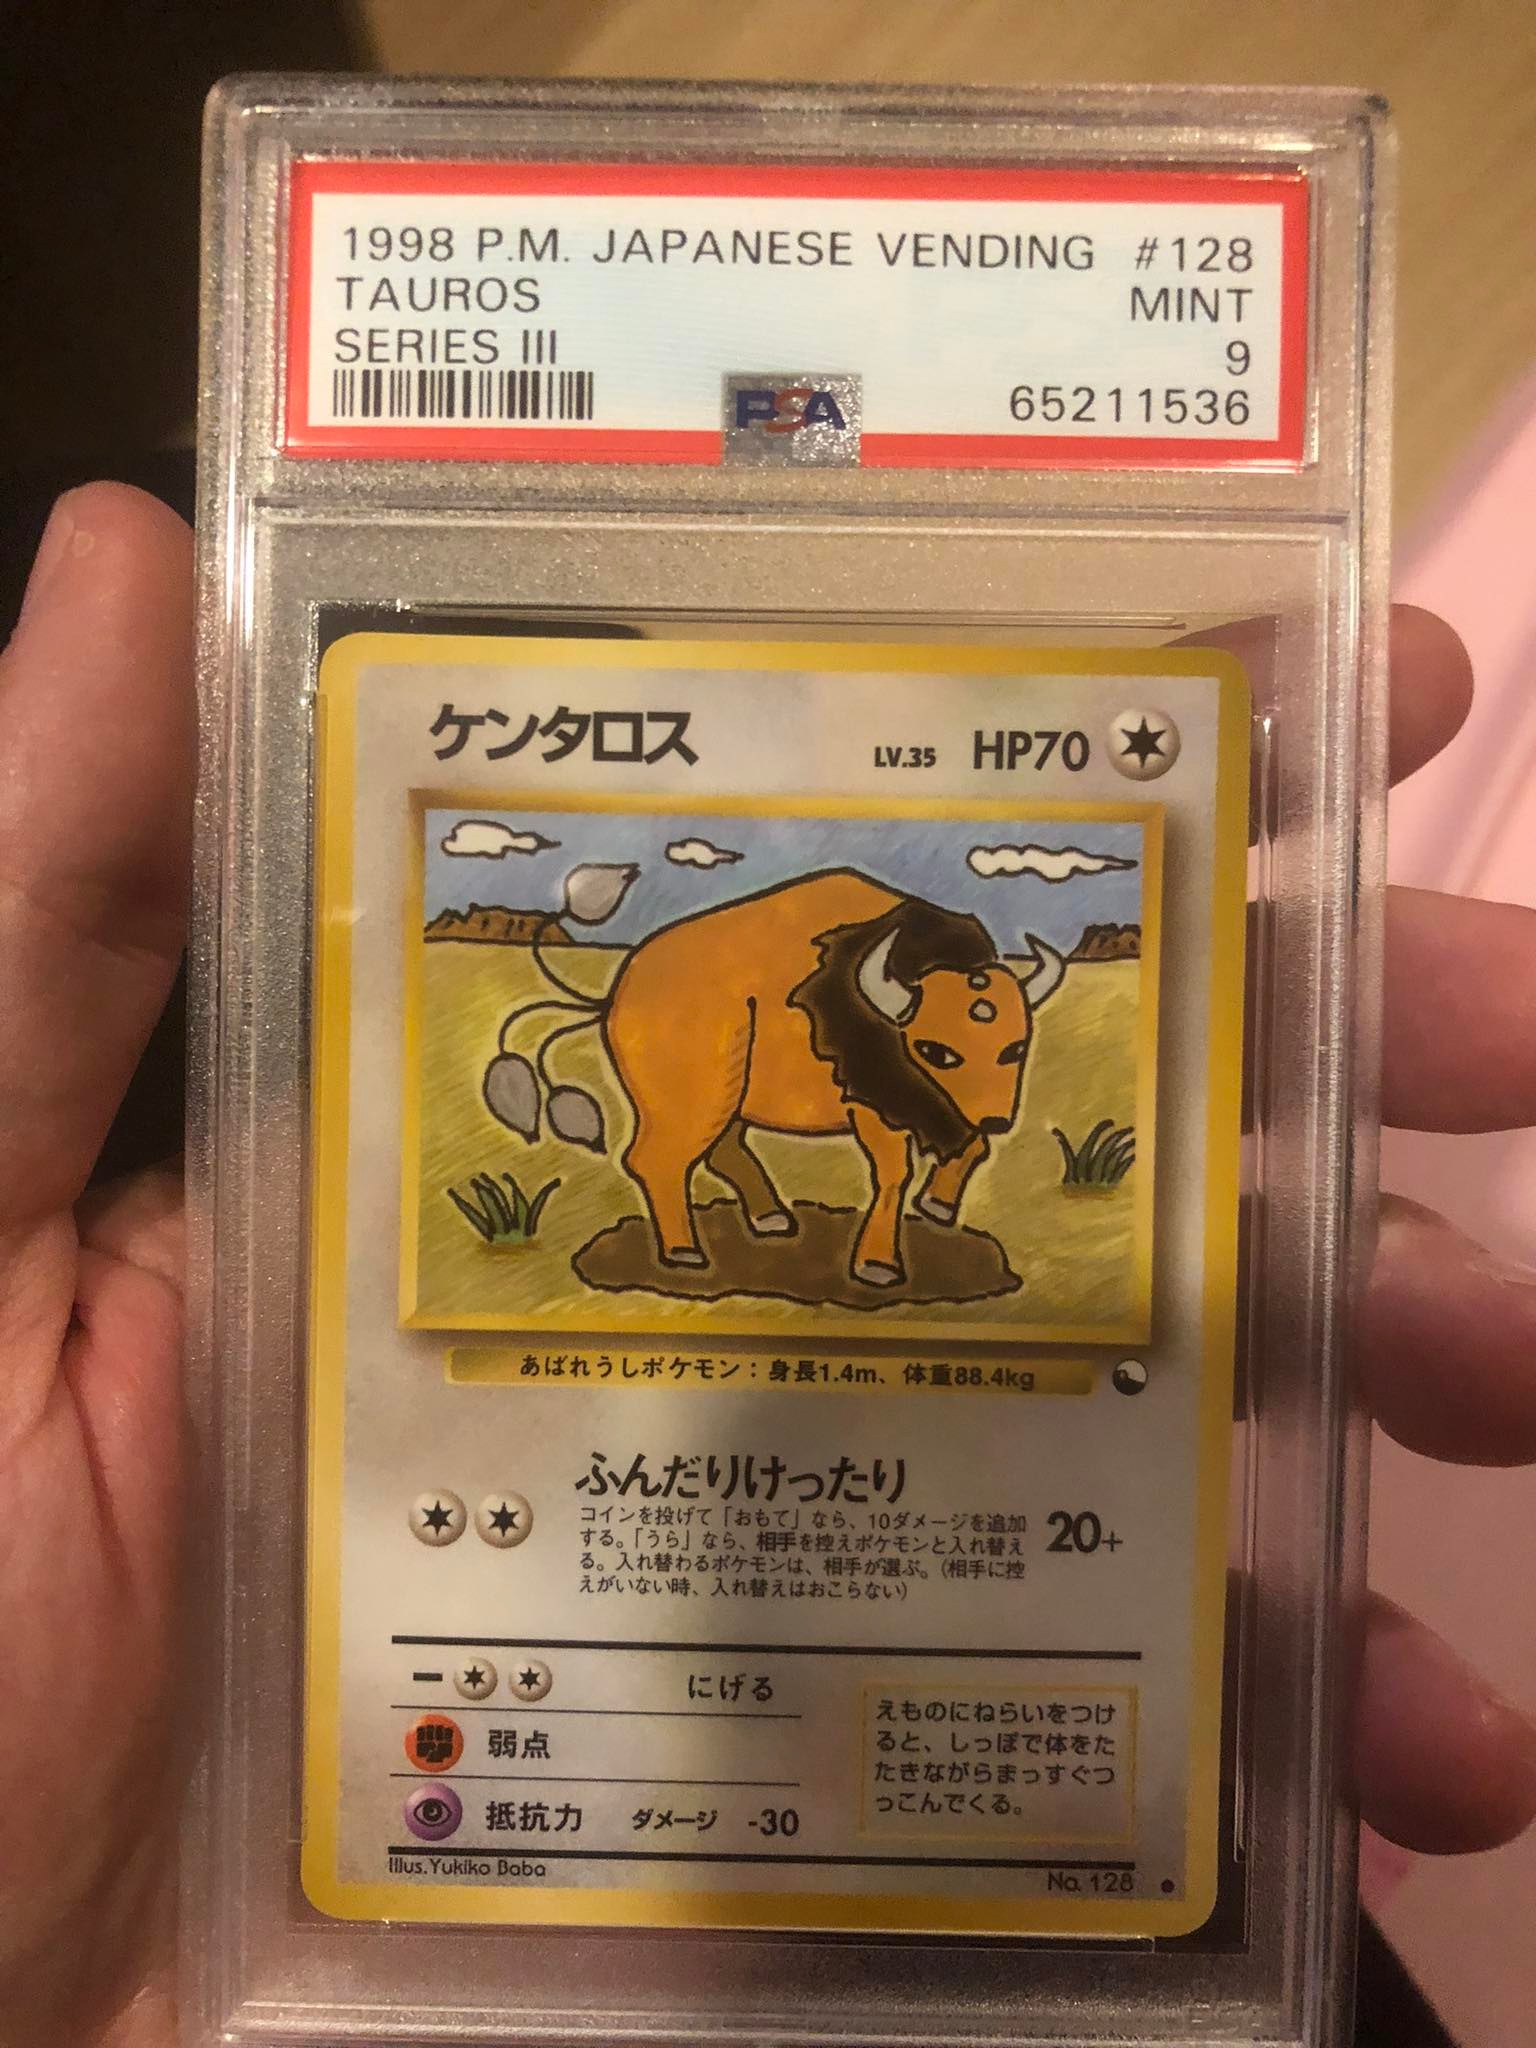 1998 P.M. JAPANESE VENDING #128
TAUROS MINT
SERIES III 9
PSA 65211536
ケンタロス LV.35 HP70
あばれうしポケモン：身長1.4m、体重88.4kg
ふんだりけったり
コインを投げて「おもて」なら、10ダメージを追加
する。「うら」なら、相手を控えポケモンと入れ替え
る。入れ替わるポケモンは、相手が選ぶ。（相手に控
えがいない時、入れ替えはおこらない）
20+
ー にげる
弱点
抵抗力 ダメージ -30
えものにねらいをつけ
ると、しっぽで体をた
たきながらまっすぐつ
っこんでくる。
Illus.Yukiko Baba
No. 128 ●